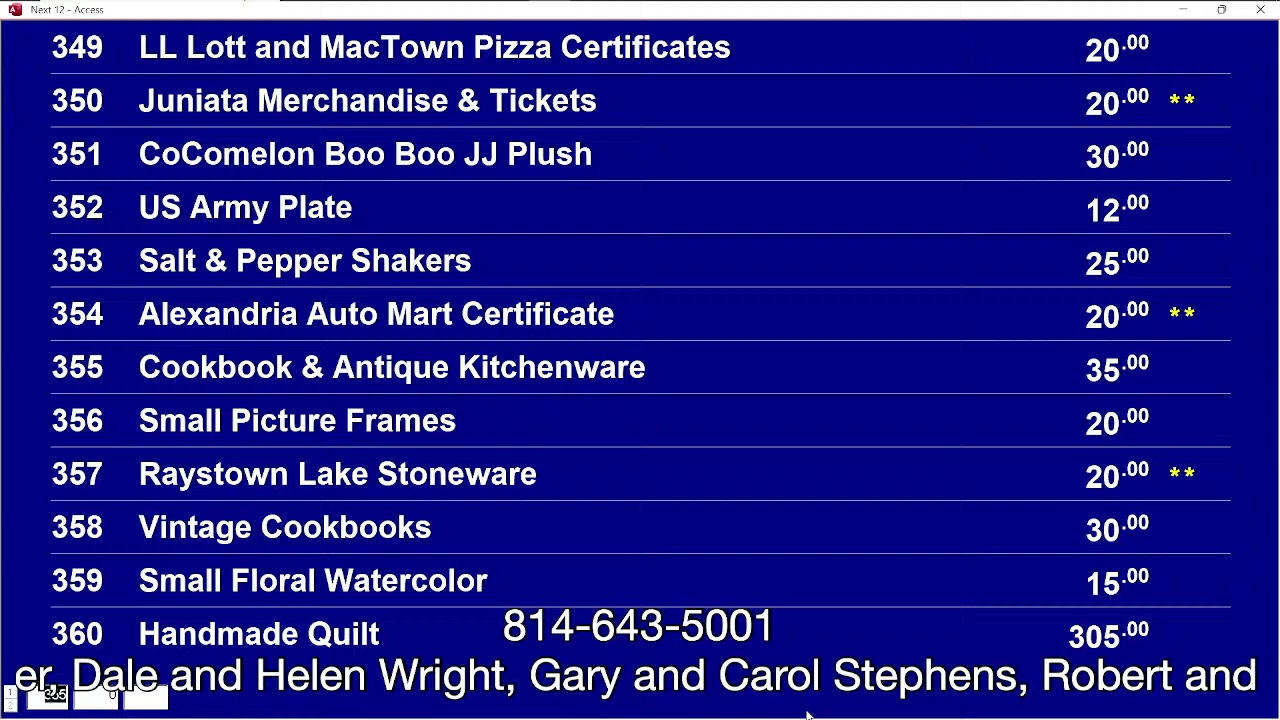 Next 12 - Access
349 LL Lott and MacTown Pizza Certificates 20.00
350 Juniata Merchandise & Tickets 20.00 **
351 CoComelon Boo Boo JJ Plush 30.00
352 US Army Plate 12.00
353 Salt & Pepper Shakers 25.00
354 Alexandria Auto Mart Certificate 20.00 **
355 Cookbook & Antique Kitchenware 35.00
356 Small Picture Frames 20.00
357 Raystown Lake Stoneware 20.00 **
358 Vintage Cookbooks 30.00
359 Small Floral Watercolor 15.00
814-643-5001
360 Handmade Quilt 305.00
er, Dale and Helen Wright, Gary and Carol Stephens, Robert and